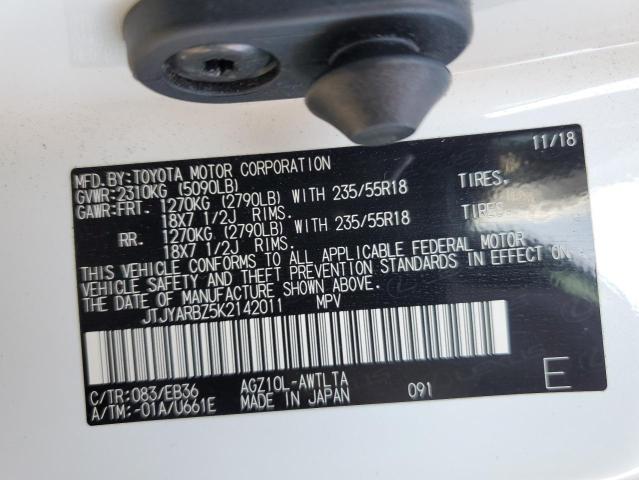 MFD.BY:TOYOTA MOTOR CORPORATION 11/18
GVWR:2310KG (5090LB)
GAWR:FRT. 1270KG (2790LB) WITH 235/55R18 TIRES.
18X7 1/2J RIMS.
RR. 1270KG (2790LB) WITH 235/55R18 TIRES.
18X7 1/2J RIMS.
THIS VEHICLE CONFORMS TO ALL APPLICABLE FEDERAL MOTOR
VEHICLE SAFETY AND THEFT PREVENTION STANDARDS IN EFFECT ON
THE DATE OF MANUFACTURE SHOWN ABOVE.
JTJYARBZ5K2142011 MPV
C/TR:083/EB36 AGZ10L-AWTLTA
A/TM:-01A/U661E MADE IN JAPAN 091 E